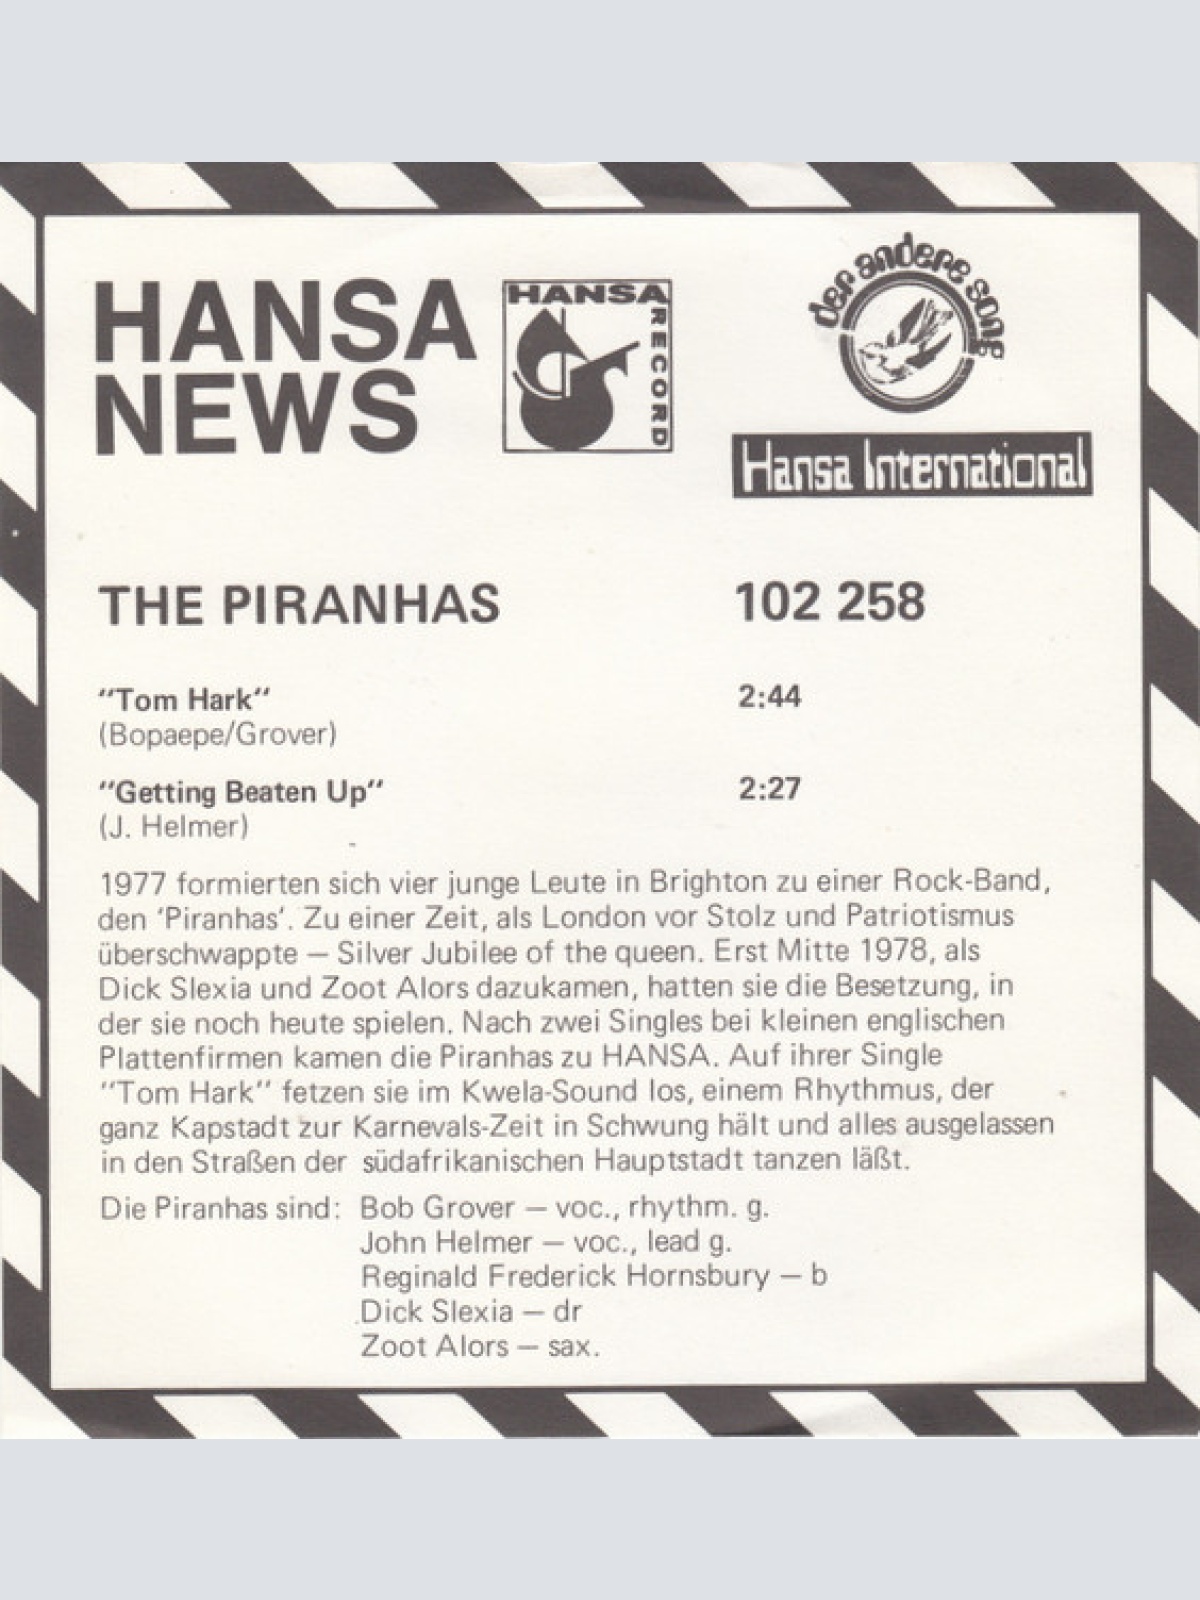 HANSA
NEWS
HANSA
RECORD
der andere song
Hansa International
THE PIRANHAS 102 258
“Tom Hark“ 2:44
(Bopaepe/Grover)
“Getting Beaten Up“ 2:27
(J. Helmer)
1977 formierten sich vier junge Leute in Brighton zu einer Rock-Band,
den ‘Piranhas‘. Zu einer Zeit, als London vor Stolz und Patriotismus
überschwappte — Silver Jubilee of the queen. Erst Mitte 1978, als
Dick Slexia und Zoot Alors dazukamen, hatten sie die Besetzung, in
der sie noch heute spielen. Nach zwei Singles bei kleinen englischen
Plattenfirmen kamen die Piranhas zu HANSA. Auf ihrer Single
“Tom Hark“ fetzen sie im Kwela-Sound los, einem Rhythmus, der
ganz Kapstadt zur Karnevals-Zeit in Schwung hält und alles ausgelassen
in den Straßen der südafrikanischen Hauptstadt tanzen läßt.
Die Piranhas sind: Bob Grover — voc., rhythm. g.
John Helmer — voc., lead g.
Reginald Frederick Hornsbury — b
Dick Slexia — dr
Zoot Alors — sax.